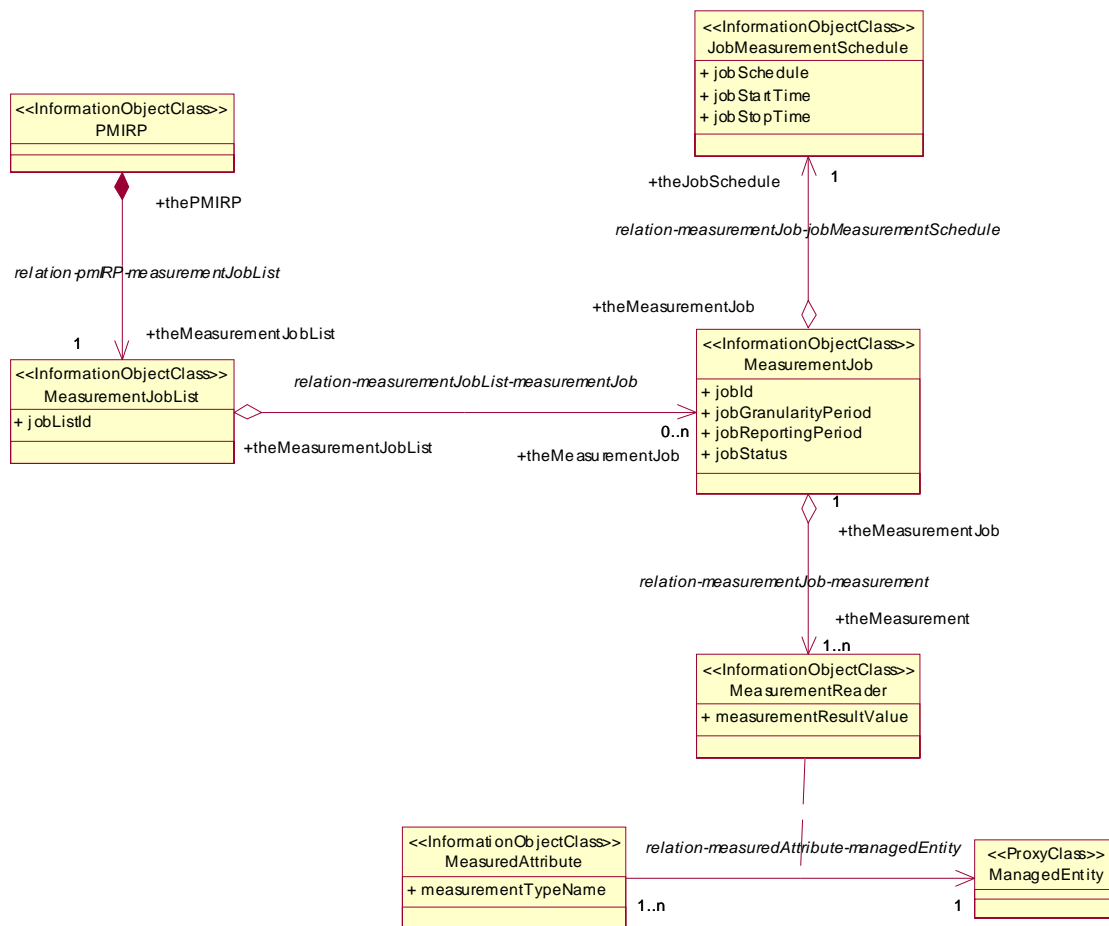 <<InformationObjectClass>>
JobMeasurementSchedule
+ jobSchedule
+ jobStartTime
+ jobStopTime
<<InformationObjectClass>>
PMIRP
+thePMIRP
+theJobSchedule
1
relation-measurementJob-jobMeasurementSchedule
relation-pmIRP-measurementJobList
+theMeasurementJob
1
+theMeasurementJobList
<<InformationObjectClass>>
MeasurementJobList
+ jobListId
relation-measurementJobList-measurementJob
<<InformationObjectClass>>
MeasurementJob
+ jobId
+ jobGranularityPeriod
+ jobReportingPeriod
+ jobStatus
0..n
+theMeasurementJobList
+theMeasurementJob
1
+theMeasurementJob
relation-measurementJob-measurement
+theMeasurement
1..n
<<InformationObjectClass>>
MeasurementReader
+ measurementResultValue
<<InformationObjectClass>>
MeasuredAttribute
+ measurementTypeName
relation-measuredAttribute-managedEntity
<<ProxyClass>>
ManagedEntity
1..n
1